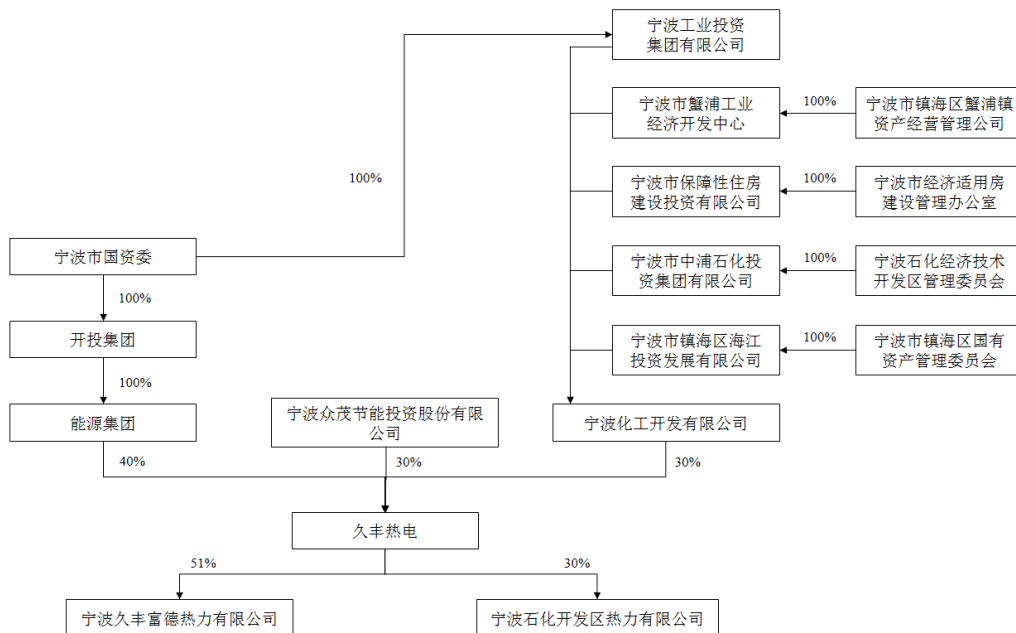 宁波工业投资
集团有限公司
宁波市蟹浦工业
经济开发中心
100%
宁波市镇海区蟹浦镇
资产经营管理公司
100%
宁波市保障性住房
建设投资有限公司
100%
宁波市经济适用房
建设管理办公室
宁波市国资委
宁波市中浦石化投
资集团有限公司
100%
宁波石化经济技术
开发区管理委员会
100%
开投集团
宁波市镇海区海江
投资发展有限公司
100%
宁波市镇海区国有
资产管理委员会
100%
能源集团
宁波众茂节能投资股份有限
公司
宁波化工开发有限公司
40%
30%
30%
久丰热电
51%
30%
宁波久丰富德热力有限公司
宁波石化开发区热力有限公司